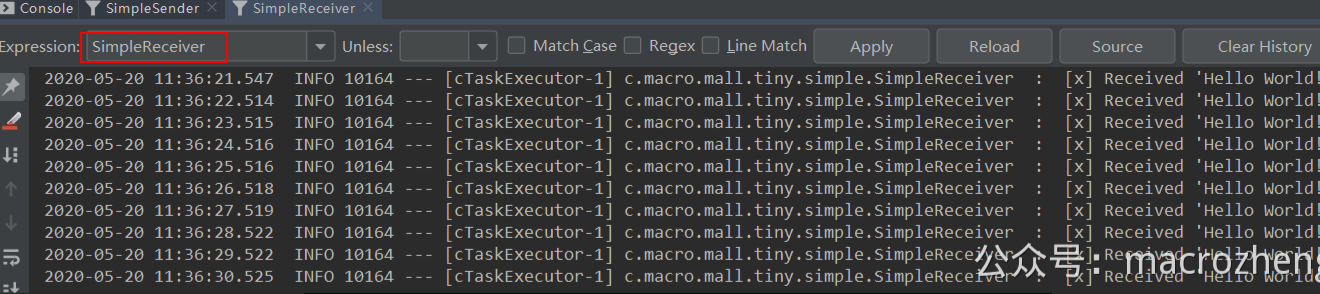 Console SimpleSender SimpleReceiver
Expression: SimpleReceiver Unless: Match Case Regex Line Match Apply Reload Source Clear History
2020-05-20 11:36:21.547 INFO 10164 --- [cTaskExecutor-1] c.macro.mall.tiny.simple.SimpleReceiver : [x] Received 'Hello World!
2020-05-20 11:36:22.514 INFO 10164 --- [cTaskExecutor-1] c.macro.mall.tiny.simple.SimpleReceiver : [x] Received 'Hello World!
2020-05-20 11:36:23.515 INFO 10164 --- [cTaskExecutor-1] c.macro.mall.tiny.simple.SimpleReceiver : [x] Received 'Hello World!
2020-05-20 11:36:24.516 INFO 10164 --- [cTaskExecutor-1] c.macro.mall.tiny.simple.SimpleReceiver : [x] Received 'Hello World!
2020-05-20 11:36:25.516 INFO 10164 --- [cTaskExecutor-1] c.macro.mall.tiny.simple.SimpleReceiver : [x] Received 'Hello World!
2020-05-20 11:36:26.518 INFO 10164 --- [cTaskExecutor-1] c.macro.mall.tiny.simple.SimpleReceiver : [x] Received 'Hello World!
2020-05-20 11:36:27.519 INFO 10164 --- [cTaskExecutor-1] c.macro.mall.tiny.simple.SimpleReceiver : [x] Received 'Hello World!
2020-05-20 11:36:28.522 INFO 10164 --- [cTaskExecutor-1] c.macro.mall.tiny.simple.SimpleReceiver : [x] Received 'Hello World!
2020-05-20 11:36:29.522 INFO 10164 --- [cTaskExecutor-1] c.macro.mall.tiny.simple.SimpleReceiver : [x] Received 'Hello World!
2020-05-20 11:36:30.525 INFO 10164 --- [cTaskExecutor-1] c.macro.mall.tiny.simple.SimpleReceiver : [x] Received 'Hello World!
公众号：macrozheng